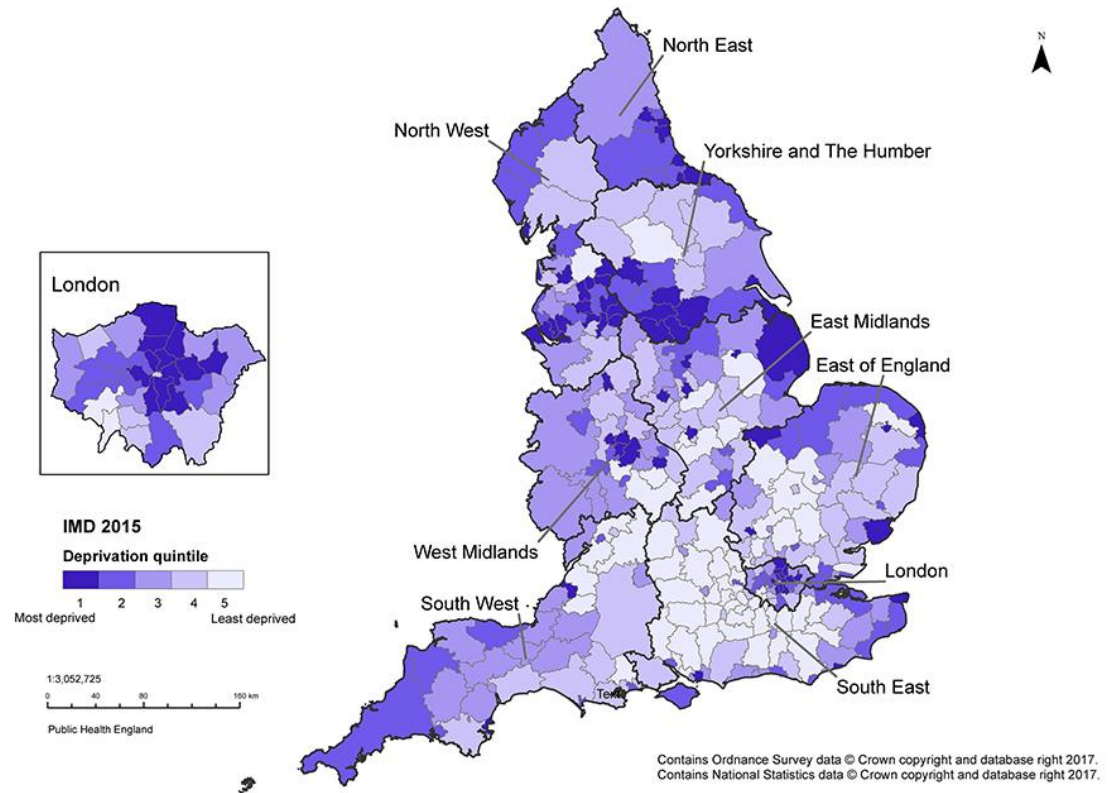 N
North East
North West
Yorkshire and The Humber
London
East Midlands
East of England
IMD 2015
Deprivation quintile
1 2 3 4 5
Most deprived Least deprived
West Midlands
London
South West
South East
1:3,052,725
0 40 80 160 km
Public Health England
Text
Contains Ordnance Survey data © Crown copyright and database right 2017.
Contains National Statistics data © Crown copyright and database right 2017.